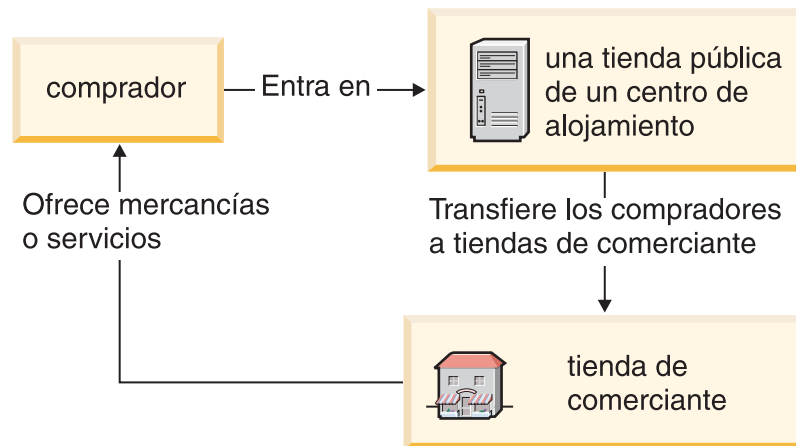 comprador
Entra en
una tienda pública
de un centro de
alojamiento
Transfiere los compradores
a tiendas de comerciante
tienda de
comerciante
Ofrece mercancías
o servicios